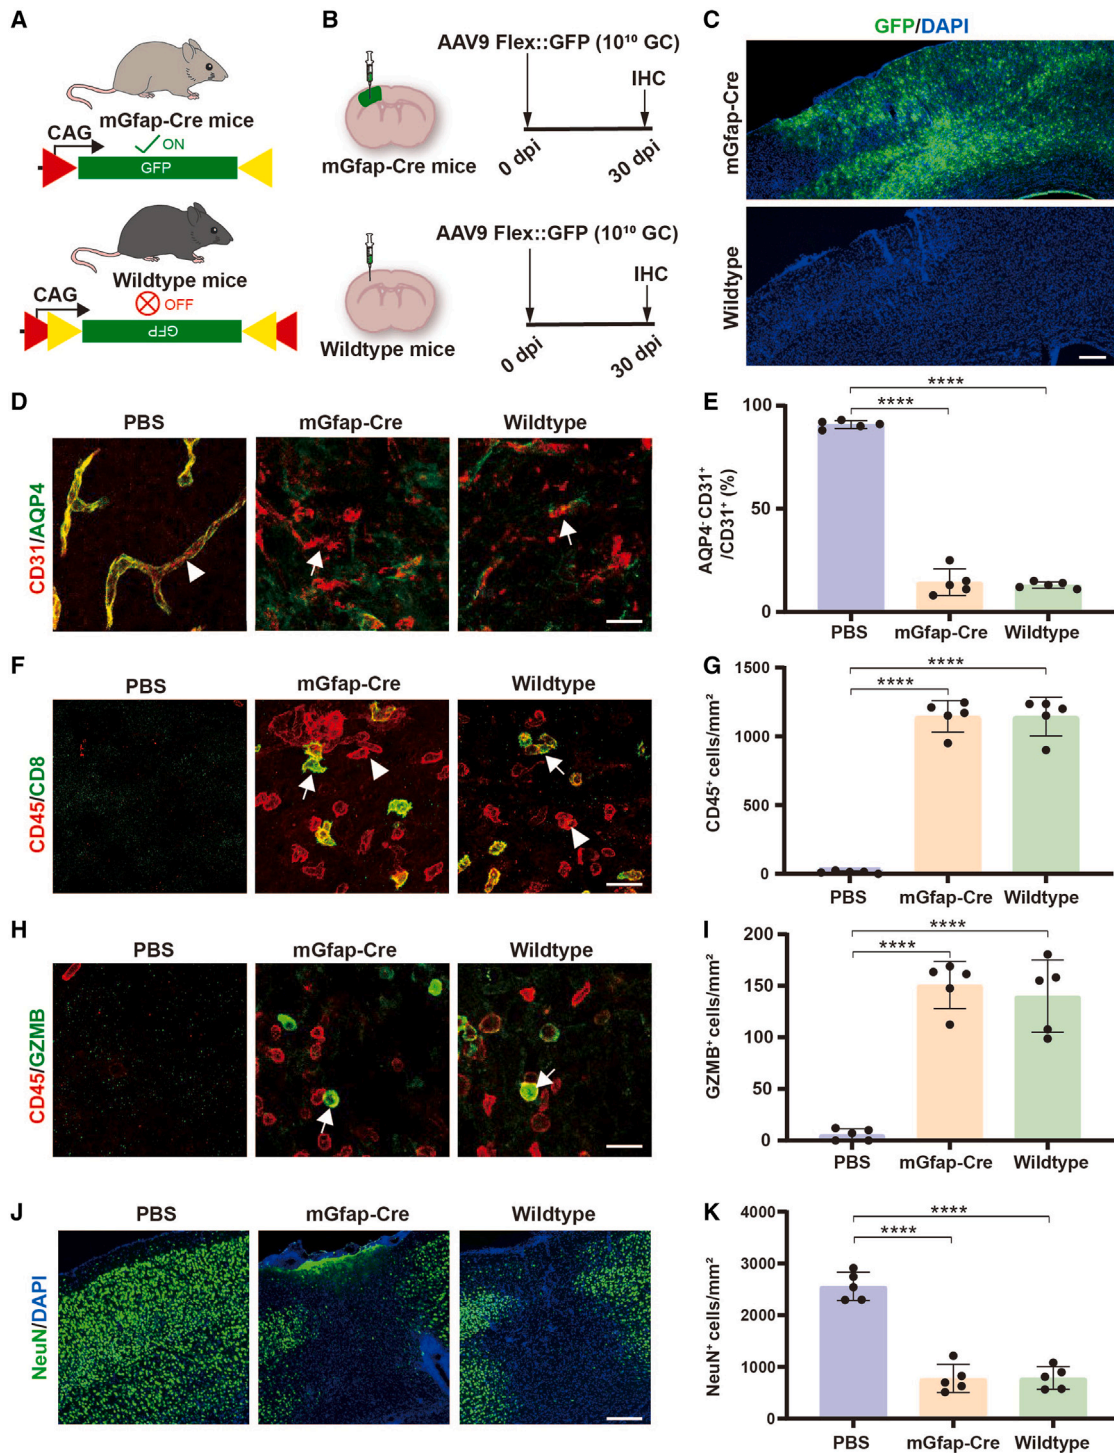 A
mGfap-Cre mice
CAG
ON
GFP
Wildtype mice
CAG
OFF
GFP
B
AAV9 Flex::GFP (10¹⁰ GC)
IHC
mGfap-Cre mice
0 dpi
30 dpi
AAV9 Flex::GFP (10¹⁰ GC)
IHC
Wildtype mice
0 dpi
30 dpi
C
GFP/DAPI
mGfap-Cre
Wildtype
D
PBS
mGfap-Cre
Wildtype
CD31/AQP4
E
****
****
100
50
0
AQP4⁻CD31⁺
/CD31⁺ (%)
PBS
mGfap-Cre
Wildtype
F
PBS
mGfap-Cre
Wildtype
CD45/CD8
G
****
****
1500
1000
500
0
CD45⁺ cells/mm²
PBS
mGfap-Cre
Wildtype
H
PBS
mGfap-Cre
Wildtype
CD45/GZMB
I
****
****
200
150
100
50
0
GZMB⁺ cells/mm²
PBS
mGfap-Cre
Wildtype
J
PBS
mGfap-Cre
Wildtype
NeuN/DAPI
K
****
****
4000
3000
2000
1000
0
NeuN⁺ cells/mm²
PBS
mGfap-Cre
Wildtype